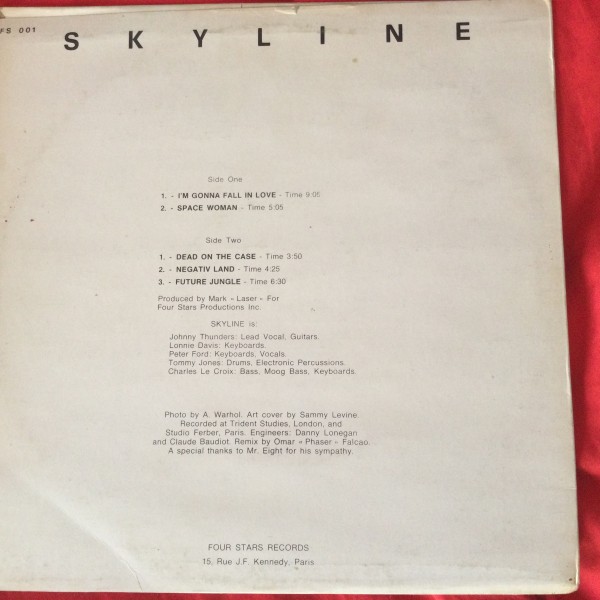 FS 001
SKYLINE
Side One
1. - I'M GONNA FALL IN LOVE - Time 9:05
2. - SPACE WOMAN - Time 5:05
Side Two
1. - DEAD ON THE CASE - Time 3:50
2. - NEGATIV LAND - Time 4:25
3. - FUTURE JUNGLE - Time 6:30
Produced by Mark « Laser » For
Four Stars Productions Inc.
SKYLINE is:
Johnny Thunders: Lead Vocal, Guitars.
Lonnie Davis: Keyboards.
Peter Ford: Keyboards, Vocals.
Tommy Jones: Drums, Electronic Percussions.
Charles Le Croix: Bass, Moog Bass, Keyboards.
Photo by A. Warhol. Art cover by Sammy Levine.
Recorded at Trident Studies, London, and
Studio Ferber, Paris. Engineers: Danny Lonegan
and Claude Baudiot. Remix by Omar « Phaser » Falcao.
A special thanks to Mr. Eight for his sympathy.
FOUR STARS RECORDS
15, Rue J.F. Kennedy, Paris